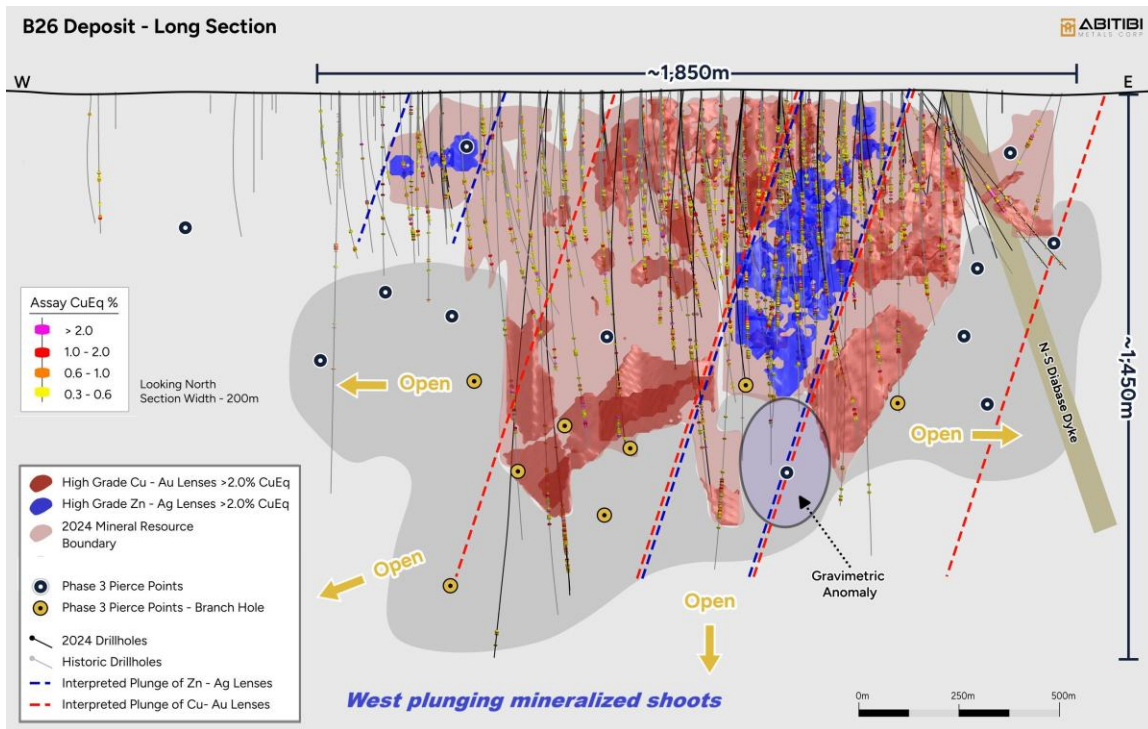 B26 Deposit - Long Section
ABITIBI
METALS CORP
~1,850m
W
E
Assay CuEq %
> 2.0
1.0 - 2.0
0.6 - 1.0
0.3 - 0.6
Looking North
Section Width - 200m
Open
Open
N-S Diabase Dyke
~1,450m
High Grade Cu - Au Lenses >2.0% CuEq
High Grade Zn - Ag Lenses >2.0% CuEq
2024 Mineral Resource
Boundary
Phase 3 Pierce Points
Phase 3 Pierce Points - Branch Hole
2024 Drillholes
Historic Drillholes
Interpreted Plunge of Zn - Ag Lenses
Interpreted Plunge of Cu- Au Lenses
Open
Gravimetric
Anomaly
Open
West plunging mineralized shoots
0m
250m
500m